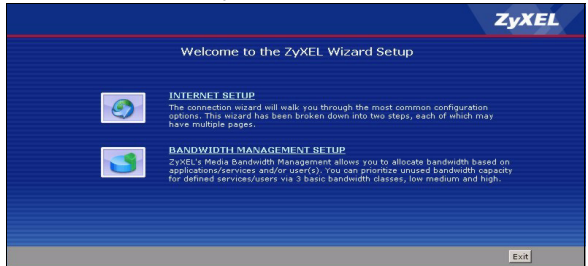 ZyXEL
Welcome to the ZyXEL Wizard Setup
INTERNET SETUP
The connection wizard will walk you through the most common configuration
options. This wizard has been broken down into two steps, each of which may
have multiple pages.
BANDWIDTH MANAGEMENT SETUP
ZyXEL's Media Bandwidth Management allows you to allocate bandwidth based on
applications/services and/or user(s). You can prioritize unused bandwidth capacity
for defined services/users via 3 basic bandwidth classes, low medium and high.
Exit